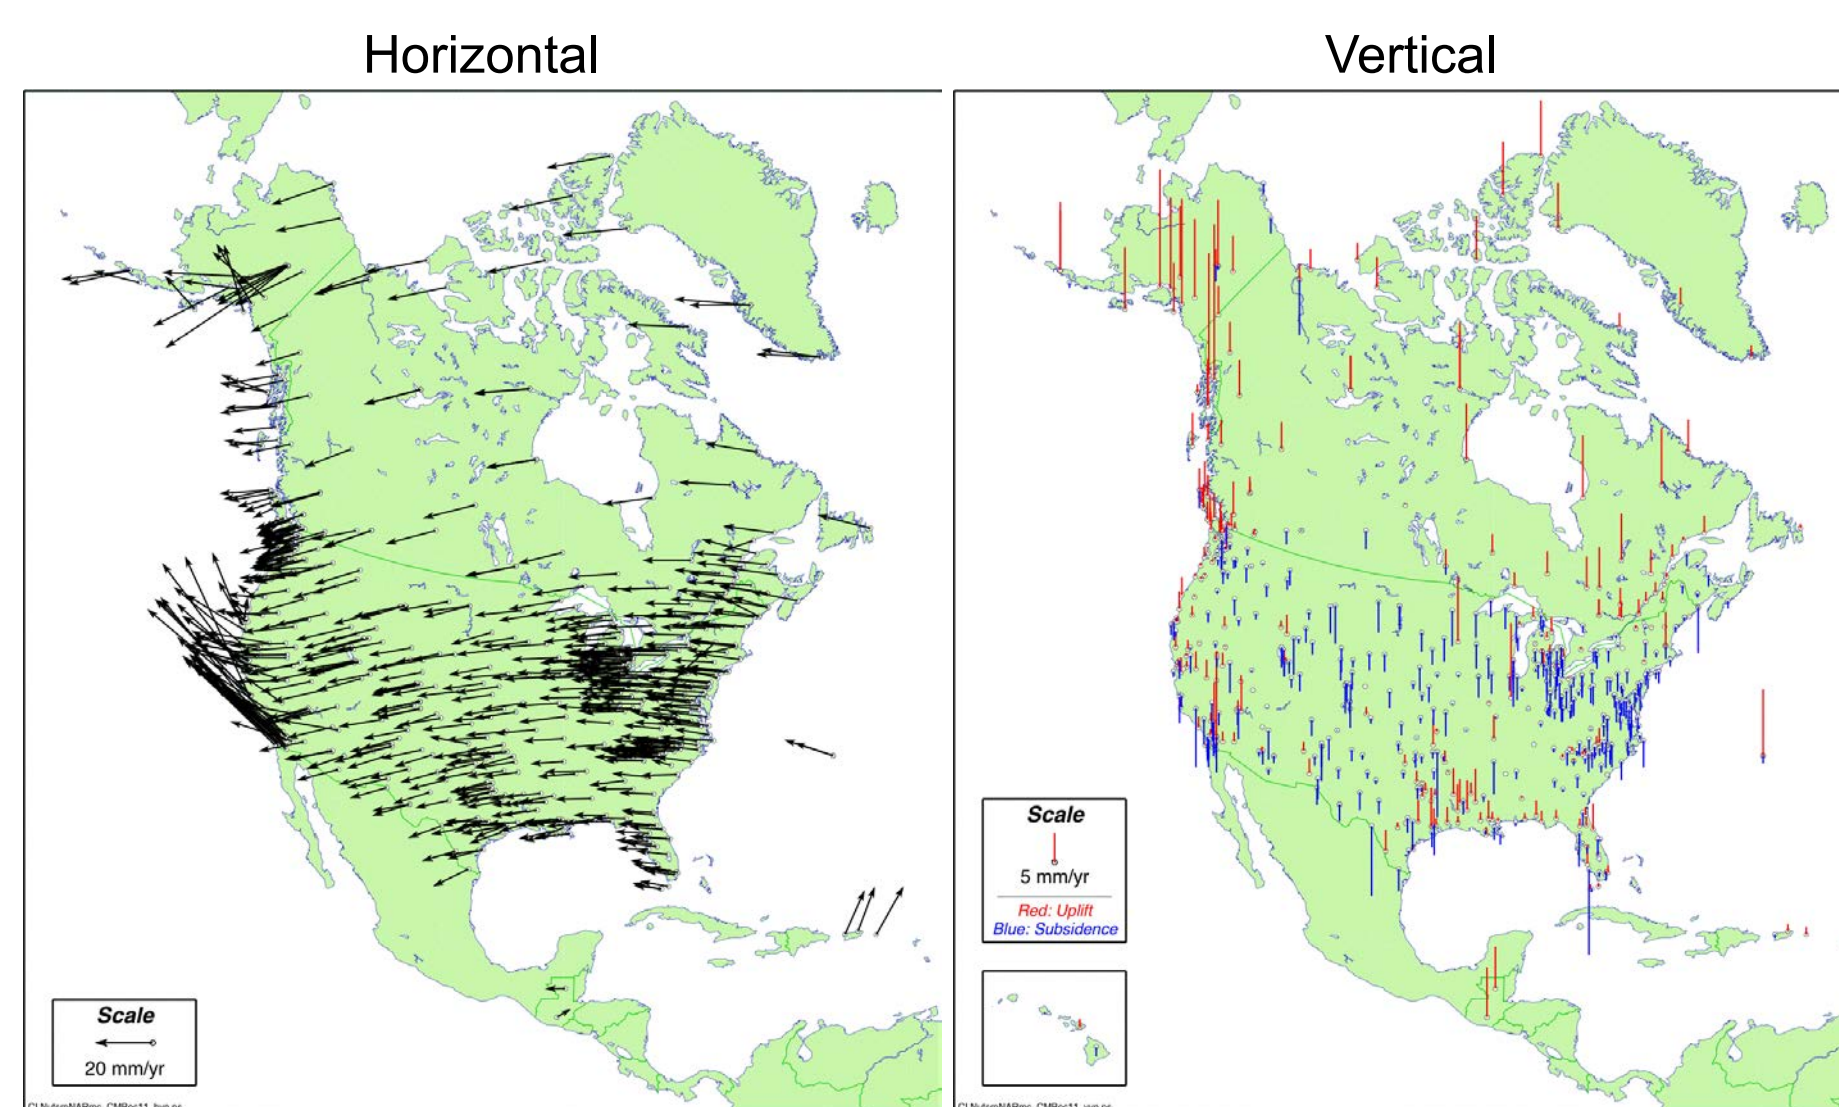 Horizontal
Vertical
Scale
20 mm/yr
Scale
5 mm/yr
Red: Uplift
Blue: Subsidence